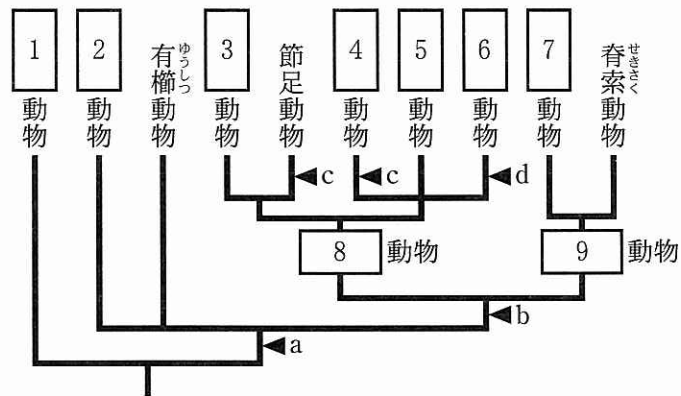 1 動物
2 動物
有櫛動物
ゆうしつ
3 動物
節足動物
4 動物
5 動物
6 動物
7 動物
脊索動物
せきさく
c
c
d
8 動物
9 動物
b
a